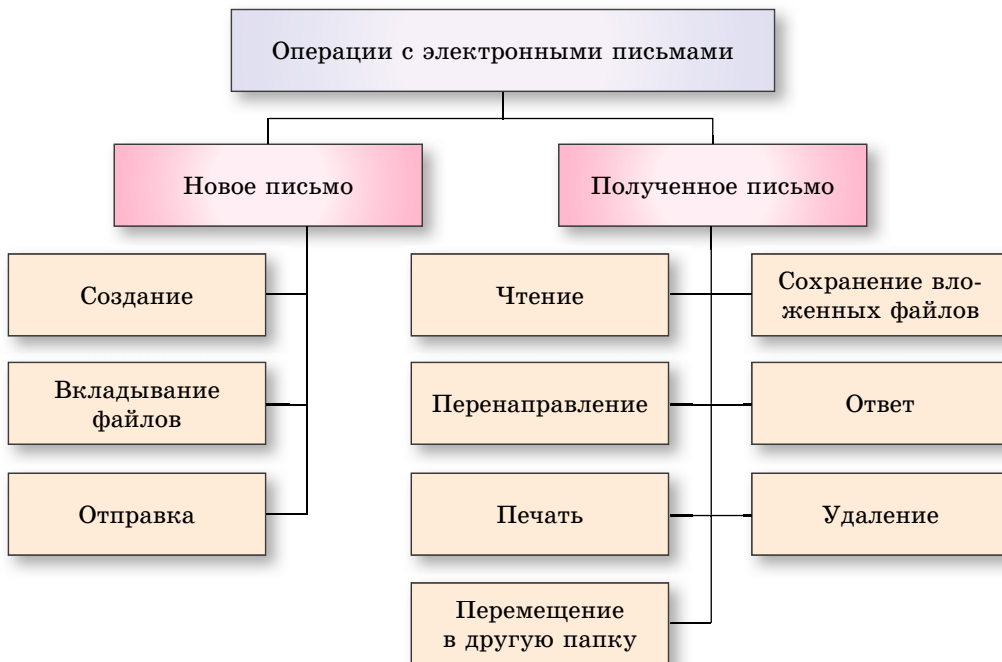 Операции с электронными письмами
Новое письмо
Полученное письмо
Создание
Вкладывание
файлов
Отправка
Чтение
Сохранение вло-
женных файлов
Перенаправление
Ответ
Печать
Удаление
Перемещение
в другую папку